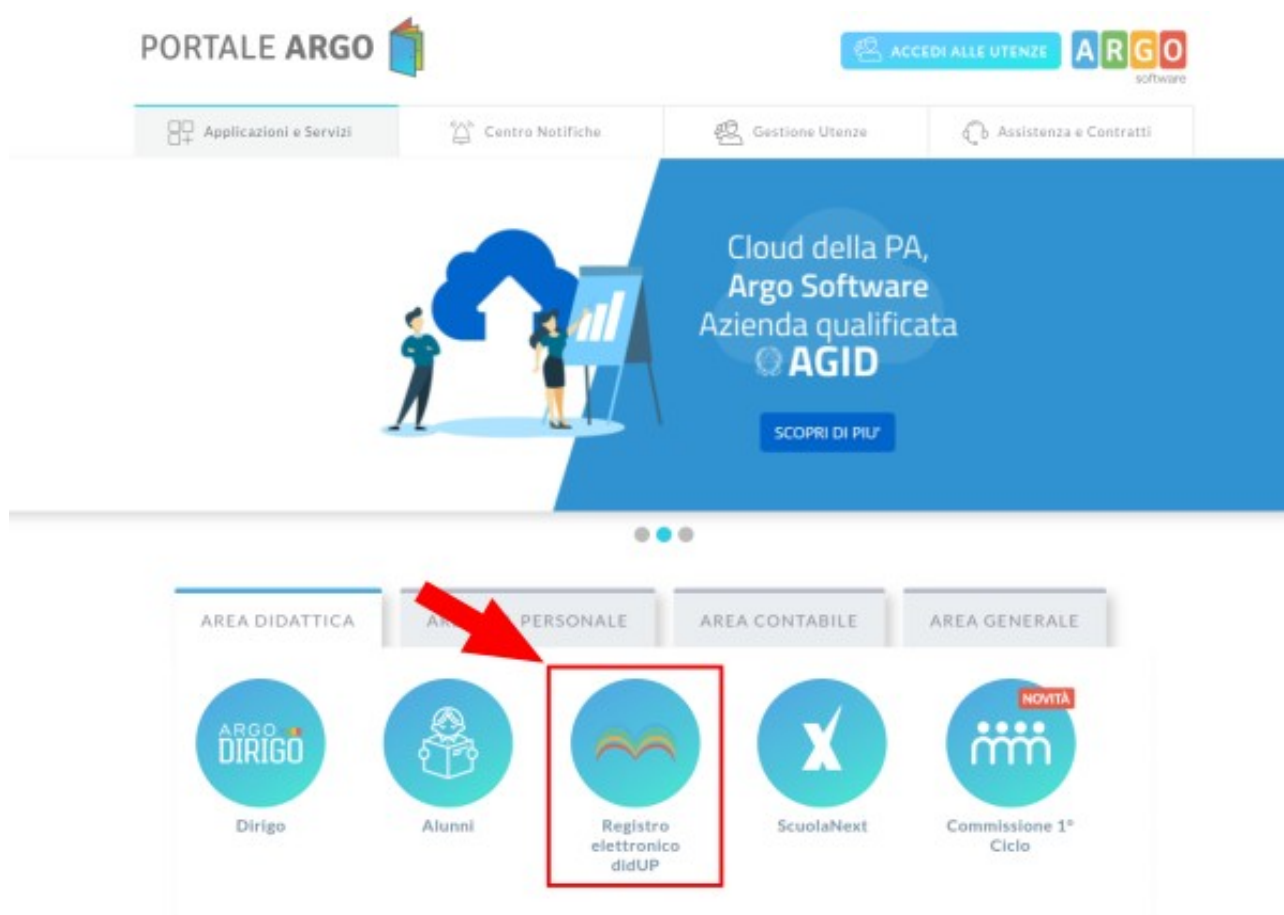 PORTALE ARGO
ACCEDI ALLE UTENZE
ARGO
software
Applicazioni e Servizi
Centro Notifiche
Gestione Utenze
Assistenza e Contratti
Cloud della PA,
Argo Software
Azienda qualificata
AGID
SCOPRI DI PIU'
AREA DIDATTICA
PERSONALE
AREA CONTABILE
AREA GENERALE
ARGO
DIRIGO
X
NOVITÀ
Dirigo
Alunni
Registro
elettronico
didUP
ScuolaNext
Commissione 1°
Ciclo